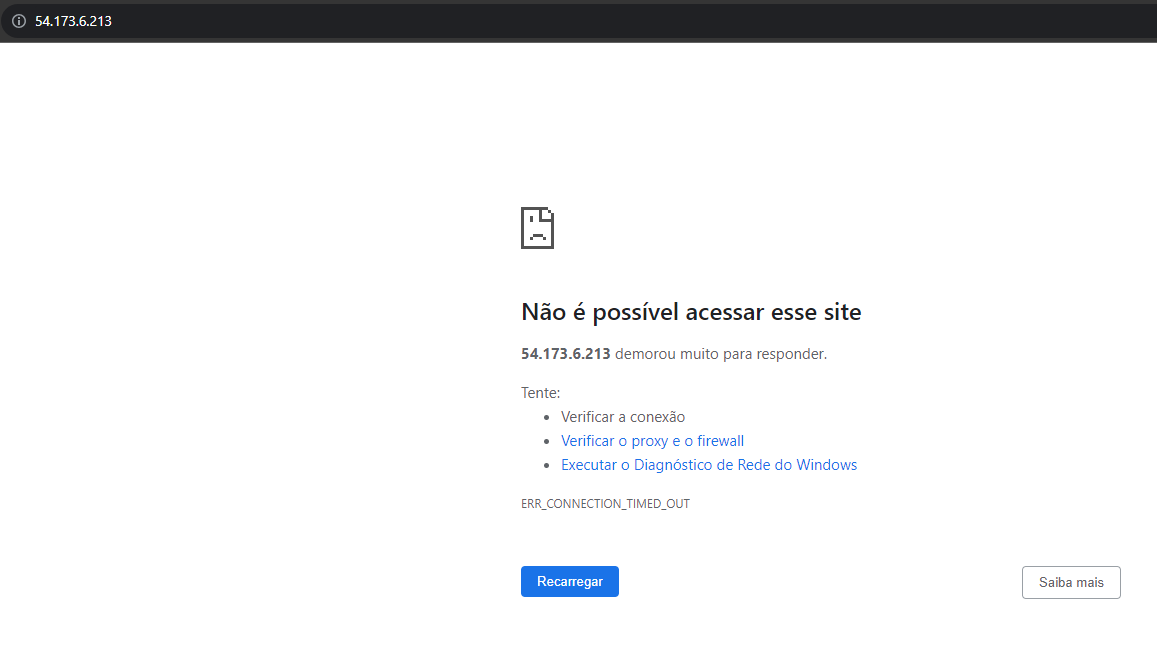 54.173.6.213
Não é possível acessar esse site
54.173.6.213 demorou muito para responder.
Tente:
Verificar a conexão
Verificar o proxy e o firewall
Executar o Diagnóstico de Rede do Windows
ERR_CONNECTION_TIMED_OUT
Recarregar
Saiba mais